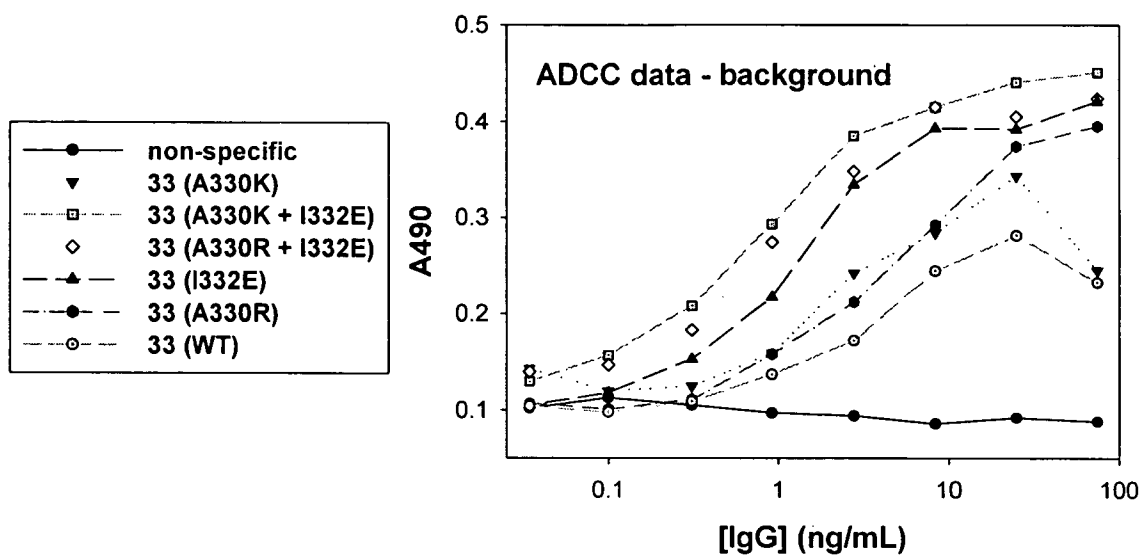 ADCC data - background
non-specific
33 (A330K)
33 (A330K + I332E)
33 (A330R + I332E)
33 (I332E)
33 (A330R)
33 (WT)
A490
0.5
0.4
0.3
0.2
0.1
0.1
1
10
100
[IgG] (ng/mL)